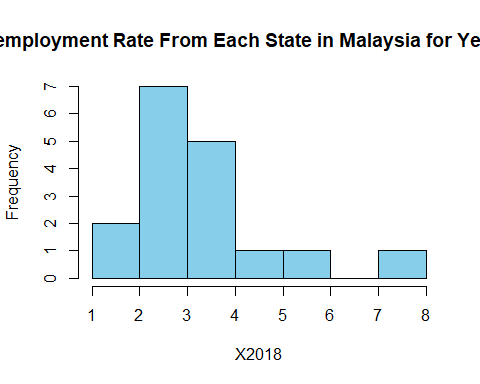 employment Rate From Each State in Malaysia for Ye
Frequency
0 1 2 3 4 5 6 7
1 2 3 4 5 6 7 8
X2018